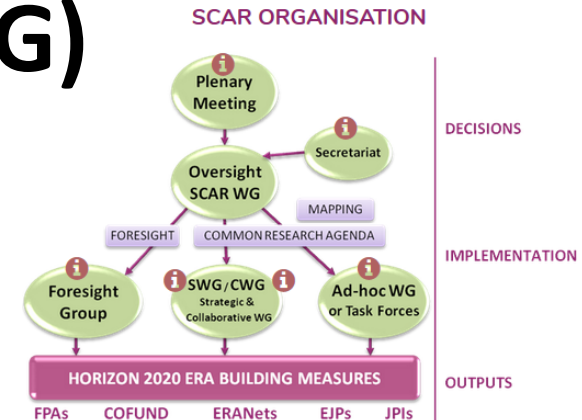 G)
SCAR ORGANISATION
i
Plenary
Meeting
DECISIONS
i
Secretariat
Oversight
SCAR WG
MAPPING
FORESIGHT
COMMON RESEARCH AGENDA
IMPLEMENTATION
i
Foresight
Group
i
SWG/CWG
i
Strategic &
Collaborative WG
i
Ad-hoc WG
or Task Forces
HORIZON 2020 ERA BUILDING MEASURES
OUTPUTS
FPAs
COFUND
ERANets
EJPs
JPIs